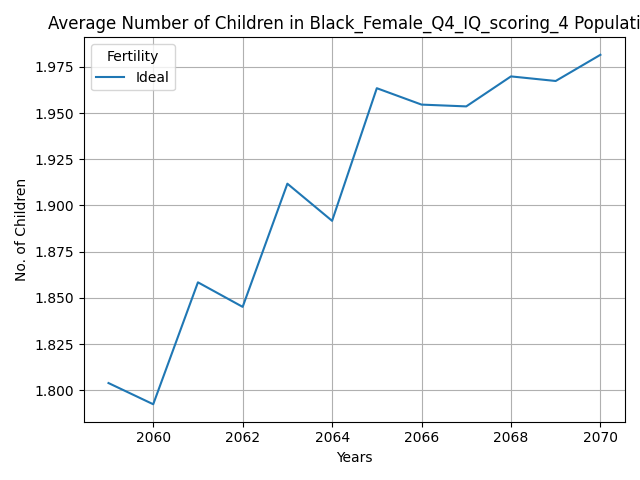 Average Number of Children in Black_Female_Q4_IQ_scoring_4 Populati
Fertility
Ideal
No. of Children
1.975
1.950
1.925
1.900
1.875
1.850
1.825
1.800
2060 2062 2064 2066 2068 2070
Years